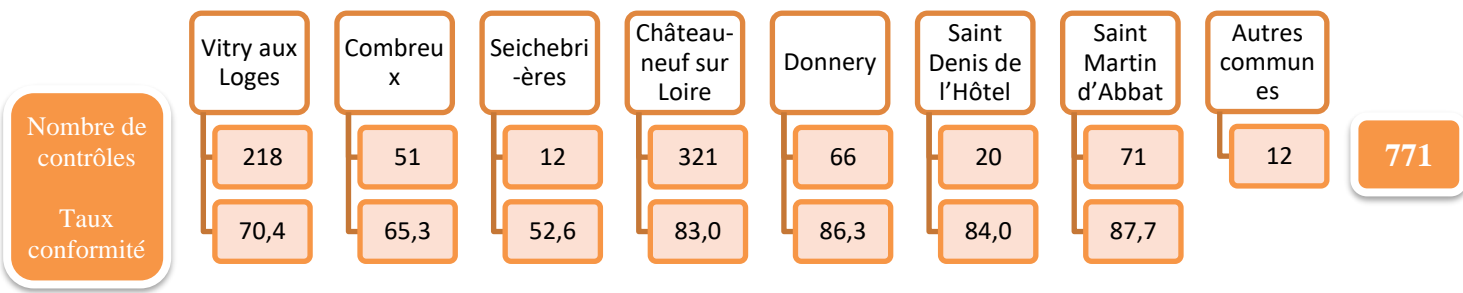 Vitry aux
Loges
Combreu
x
Seichebri
-ères
Château-
neuf sur
Loire
Donnery
Saint
Denis de
l'Hôtel
Saint
Martin
d'Abbat
Autres
commun
es
Nombre de
contrôles
218
51
12
321
66
20
71
12
771
Taux
conformité
70,4
65,3
52,6
83,0
86,3
84,0
87,7